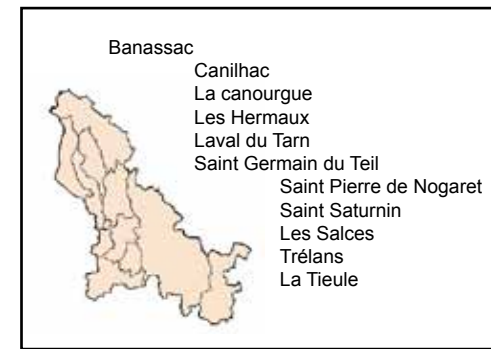 Banassac
Canilhac
La canourgue
Les Hermaux
Laval du Tarn
Saint Germain du Teil
Saint Pierre de Nogaret
Saint Saturnin
Les Salces
Trélans
La Tieule